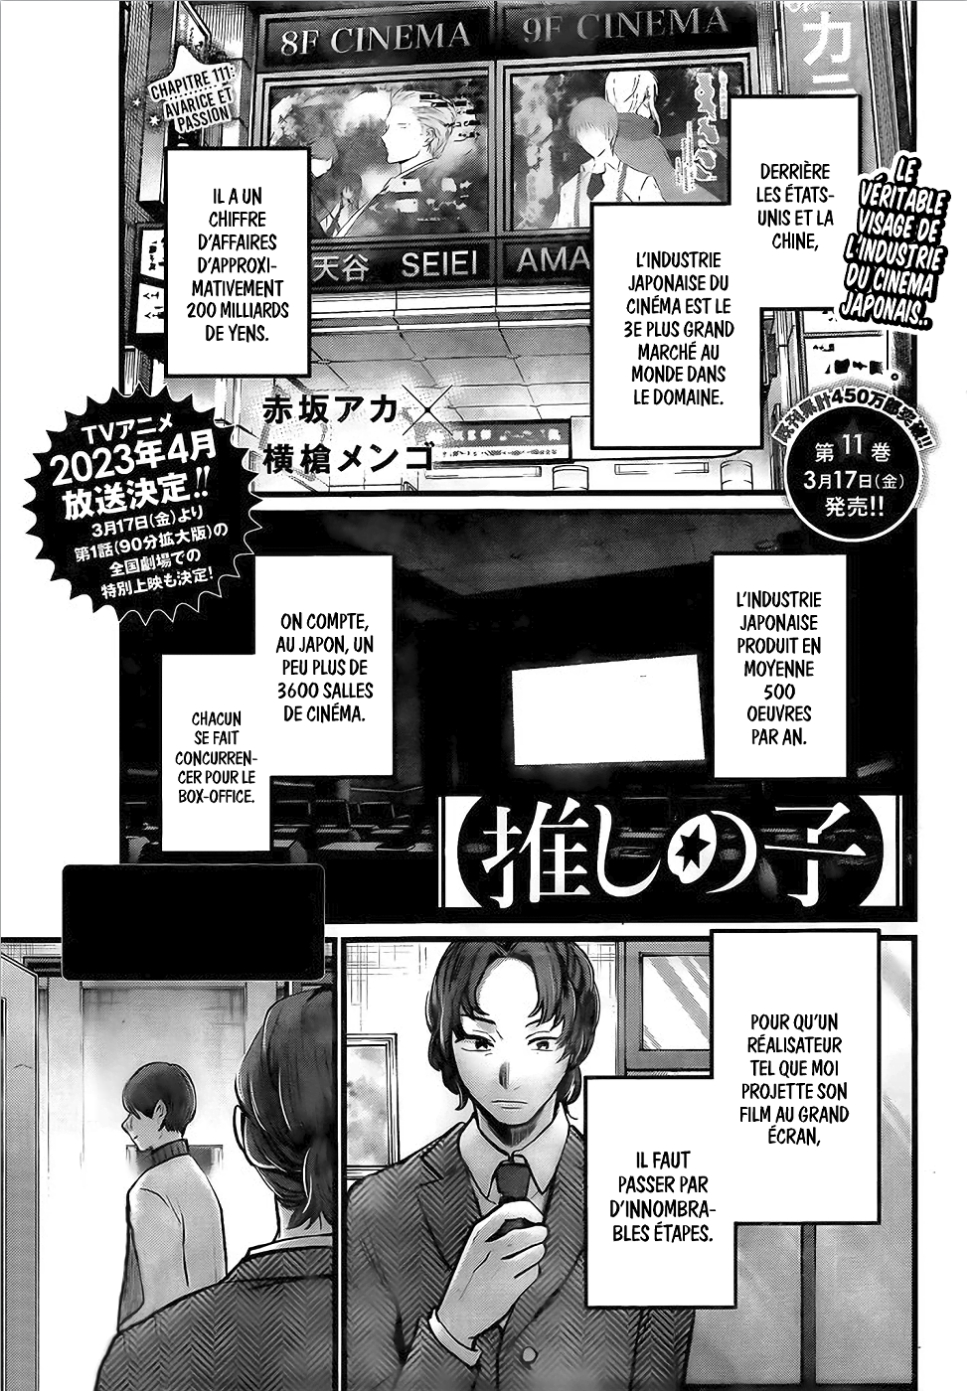 8F CINEMA
9F CINEMA
CHAPITRE 111:
AVARICE ET
PASSION
DERRIÈRE
LES ÉTATS-
UNIS ET LA
CHINE,
LE
VÉRITABLE
VISAGE DE
L'INDUSTRIE
DU CINÉMA
JAPONAIS..
L'INDUSTRIE
JAPONAISE DU
CINÉMA EST LE
3E PLUS GRAND
MARCHÉ AU
MONDE DANS
LE DOMAINE.
IL A UN
CHIFFRE
D'AFFAIRES
D'APPROXI-
MATIVEMENT
200 MILLIARDS
DE YENS.
天谷 SEIEI
AMA
赤坂アカ×
横槍メンゴ
TVアニメ
2023年4月
放送決定!!
3月17日(金)より
第1話(90分拡大版)の
全国劇場での
特別上映も決定!
累計450万部突破!!
第11巻
3月17日(金)
発売!!
L'INDUSTRIE
JAPONAISE
PRODUIT EN
MOYENNE
500
OEUVRES
PAR AN.
ON COMPTE,
AU JAPON, UN
PEU PLUS DE
3600 SALLES
DE CINÉMA.
CHACUN
SE FAIT
CONCURREN-
CER POUR LE
BOX-OFFICE.
【推しの子】
POUR QU'UN
RÉALISATEUR
TEL QUE MOI
PROJETTE SON
FILM AU GRAND
ÉCRAN,
IL FAUT
PASSER PAR
D'INNOMBRA-
BLES ÉTAPES.